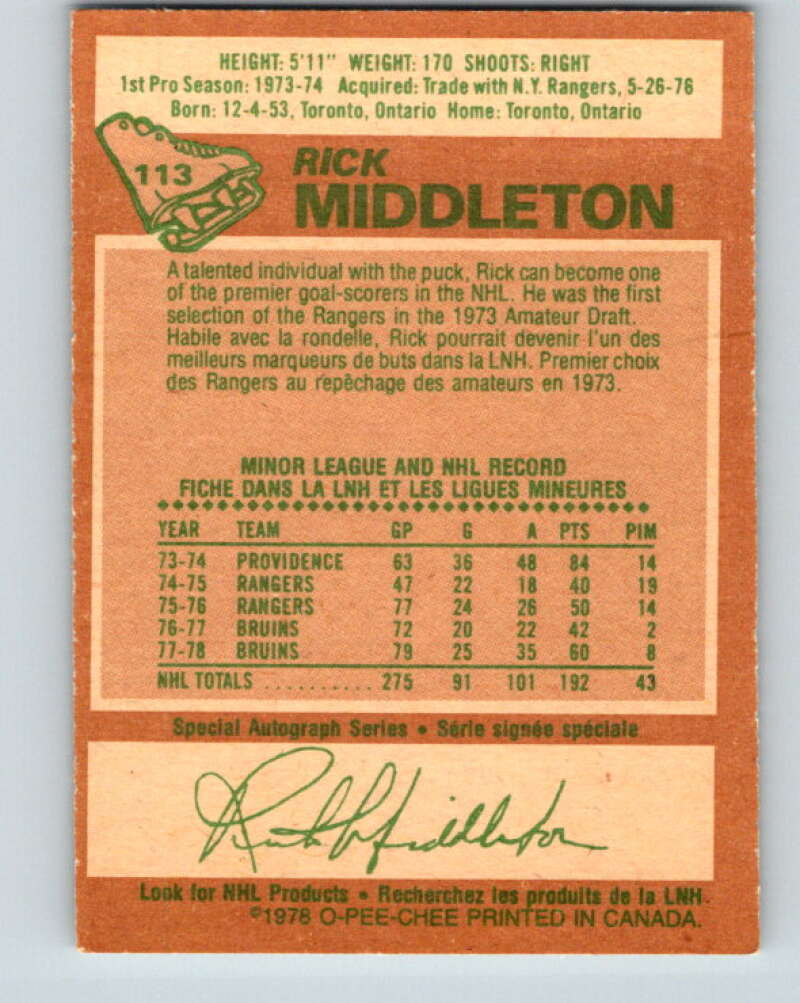 HEIGHT: 5'11" WEIGHT: 170 SHOOTS: RIGHT
1st Pro Season: 1973-74 Acquired: Trade with N.Y. Rangers, 5-26-76
Born: 12-4-53, Toronto, Ontario Home: Toronto, Ontario
113
RICK
MIDDLETON
A talented individual with the puck, Rick can become one
of the premier goal-scorers in the NHL. He was the first
selection of the Rangers in the 1973 Amateur Draft.
Habile avec la rondelle, Rick pourrait devenir l'un des
meilleurs marqueurs de buts dans la LNH. Premier choix
des Rangers au repêchage des amateurs en 1973.
MINOR LEAGUE AND NHL RECORD
FICHE DANS LA LNH ET LES LIGUES MINEURES
YEAR TEAM GP G A PTS PIM
73-74 PROVIDENCE 63 36 48 84 14
74-75 RANGERS 47 22 18 40 19
75-76 RANGERS 77 24 26 50 14
76-77 BRUINS 72 20 22 42 2
77-78 BRUINS 79 25 35 60 8
NHL TOTALS .......... 275 91 101 192 43
Special Autograph Series • Série signée spéciale
Rick Middleton
Look for NHL Products • Recherchez les produits de la LNH.
©1978 O-PEE-CHEE PRINTED IN CANADA.